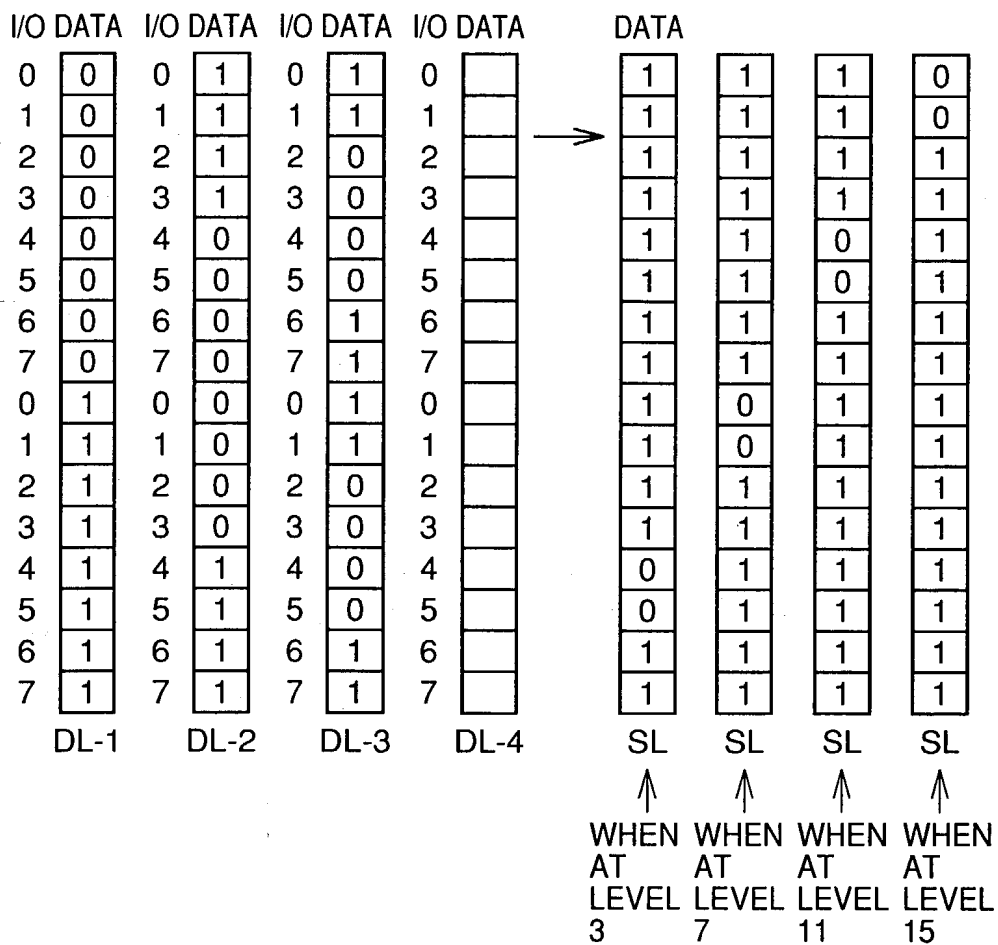 I/O DATA I/O DATA I/O DATA I/O DATA DATA
0 0 0 1 0 1 0 1 1 1 0
1 0 1 1 1 1 1 1 1 1 0
2 0 2 1 2 0 2 1 1 1 1
3 0 3 1 3 0 3 1 1 1 1
4 0 4 0 4 0 4 1 1 0 1
5 0 5 0 5 0 5 1 1 0 1
6 0 6 0 6 1 6 1 1 1 1
7 0 7 0 7 1 7 1 1 1 1
0 1 0 0 0 1 0 1 0 1 1
1 1 1 0 1 1 1 1 0 1 1
2 1 2 0 2 0 2 1 1 1 1
3 1 3 0 3 0 3 1 1 1 1
4 1 4 1 4 0 4 0 1 1 1
5 1 5 1 5 0 5 0 1 1 1
6 1 6 1 6 1 6 1 1 1 1
7 1 7 1 7 1 7 1 1 1 1
DL-1 DL-2 DL-3 DL-4 SL SL SL SL
WHEN WHEN WHEN WHEN
AT AT AT AT
LEVEL LEVEL LEVEL LEVEL
3 7 11 15